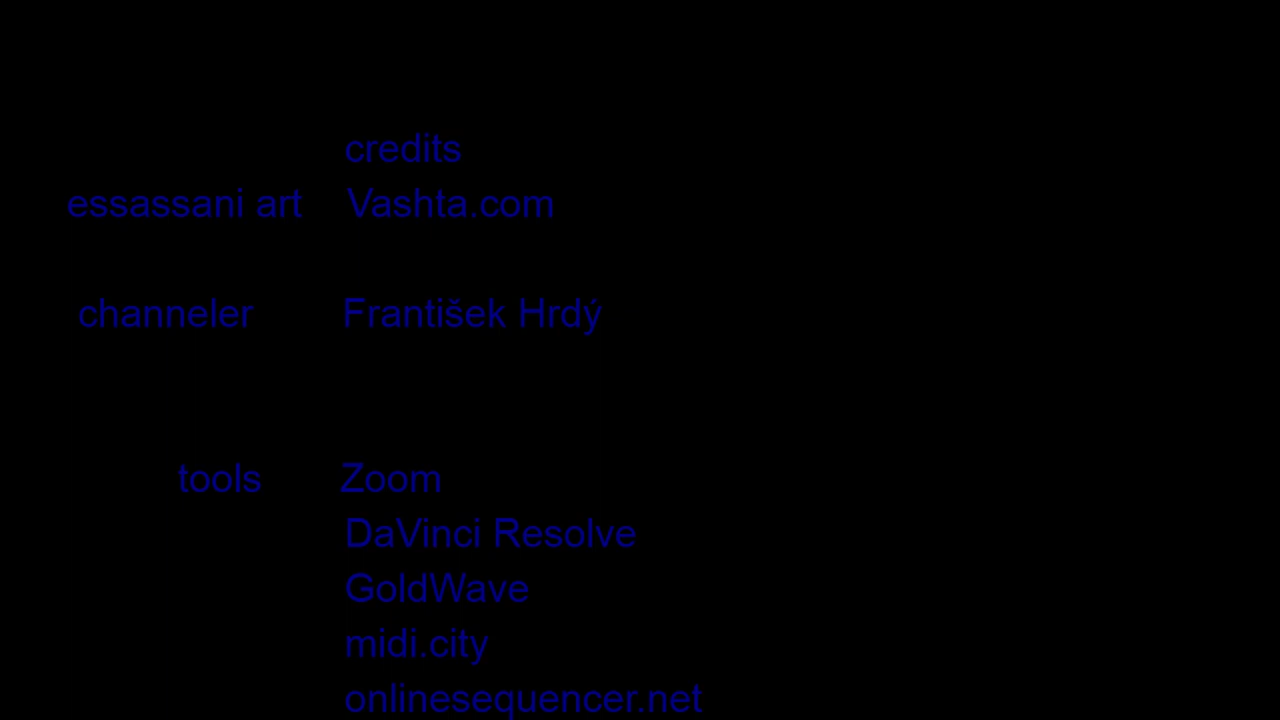 credits
essassani art Vashta.com
channeler František Hrdý
tools Zoom
DaVinci Resolve
GoldWave
midi.city
onlinesequencer.net